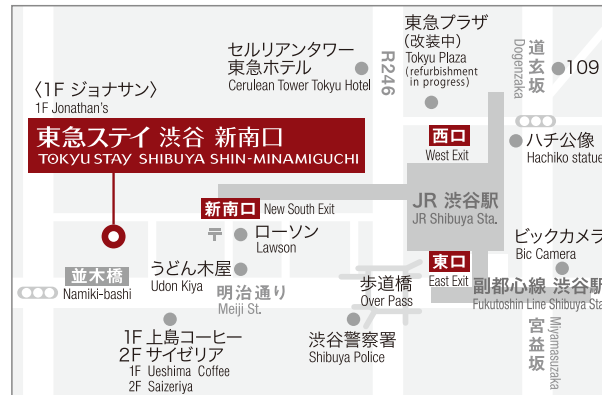 東急プラザ
(改装中)
Tokyu Plaza
(refurbishment
in progress)
セルリアンタワー
東急ホテル
Cerulean Tower Tokyu Hotel
R246
道玄坂
Dogenzaka
109
〈1F ジョナサン〉
1F Jonathan's
東急ステイ 渋谷 新南口
TOKYU STAY SHIBUYA SHIN-MINAMIGUCHI
西口
West Exit
ハチ公像
Hachiko statue
JR 渋谷駅
JR Shibuya Sta.
新南口 New South Exit
〒
ローソン
Lawson
ビックカメラ
Bic Camera
東口
East Exit
並木橋
Namiki-bashi
うどん木屋
Udon Kiya
明治通り
Meiji St.
歩道橋
Over Pass
副都心線 渋谷駅
Fukutoshin Line Shibuya Sta
1F 上島コーヒー
2F サイゼリア
1F Ueshima Coffee
2F Saizeriya
渋谷警察署
Shibuya Police
宮益坂
Miyamasuzaka